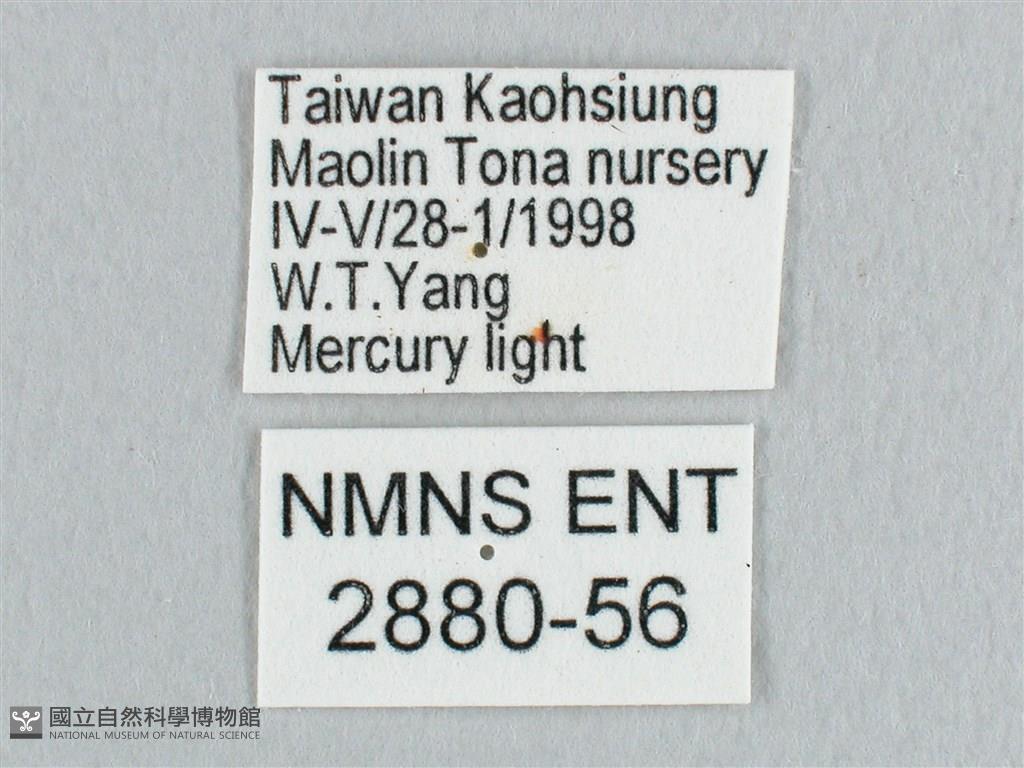 Taiwan Kaohsiung
Maolin Tona nursery
IV-V/28-1/1998
W.T.Yang
Mercury light
NMNS ENT
2880-56
國立自然科學博物館
NATIONAL MUSEUM OF NATURAL SCIENCE